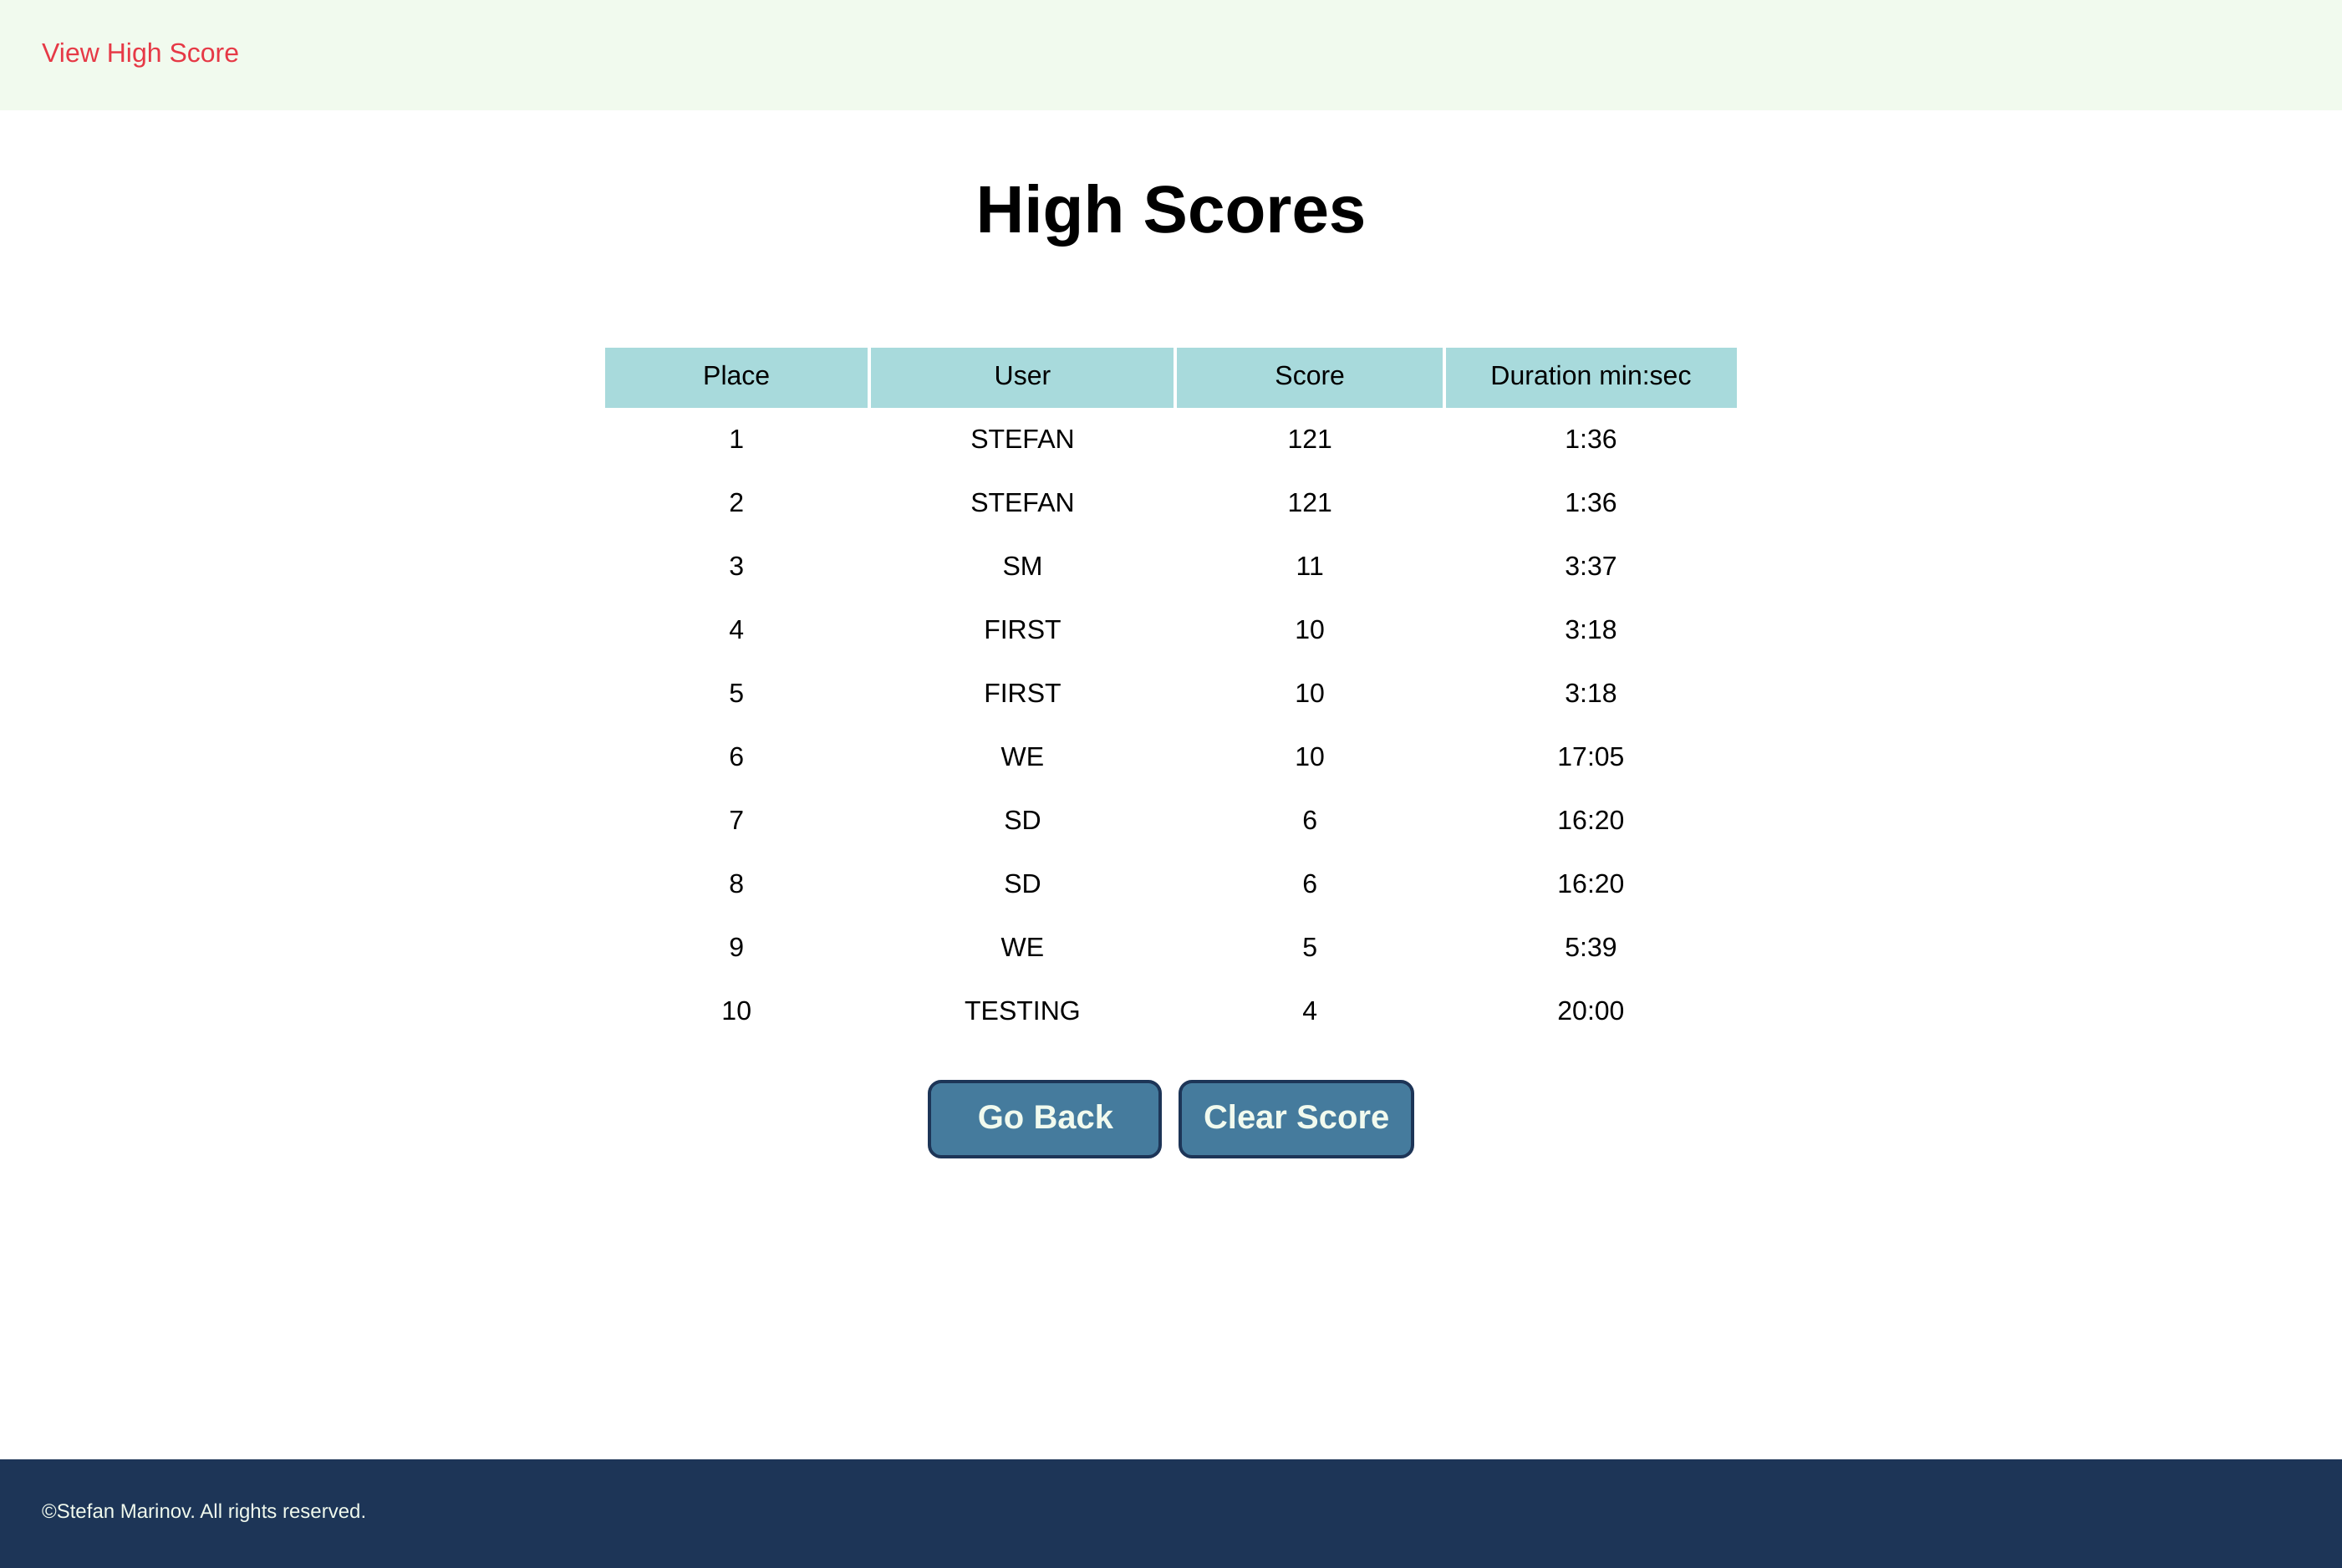 View High Score
High Scores
Place User Score Duration min:sec
1 STEFAN 121 1:36
2 STEFAN 121 1:36
3 SM 11 3:37
4 FIRST 10 3:18
5 FIRST 10 3:18
6 WE 10 17:05
7 SD 6 16:20
8 SD 6 16:20
9 WE 5 5:39
10 TESTING 4 20:00
Go Back Clear Score
©Stefan Marinov. All rights reserved.